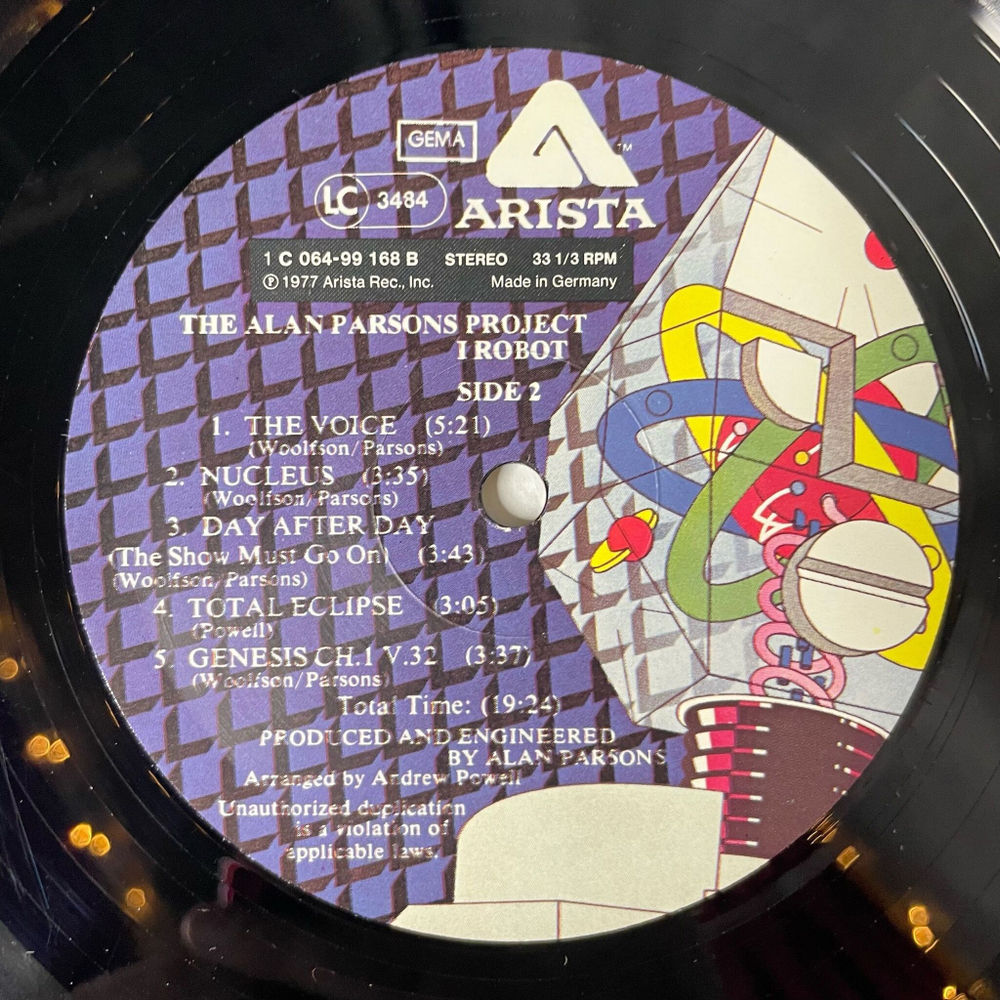 GEMA
LC 3484
™
ARISTA
1 C 064-99 168 B STEREO 33 1/3 RPM
℗ 1977 Arista Rec., Inc. Made in Germany
THE ALAN PARSONS PROJECT
I ROBOT
SIDE 2
1. THE VOICE (5:21)
(Woolfson/Parsons)
2. NUCLEUS (3:35)
(Woolfson/Parsons)
3. DAY AFTER DAY
(The Show Must Go On) (3:43)
(Woolfson/Parsons)
4. TOTAL ECLIPSE (3:05)
(Powell)
5. GENESIS CH.1 V.32 (3:37)
(Woolfson/Parsons)
Total Time: (19:24)
PRODUCED AND ENGINEERED
BY ALAN PARSONS
Arranged by Andrew Powell
Unauthorized duplication
is a violation of
applicable laws.